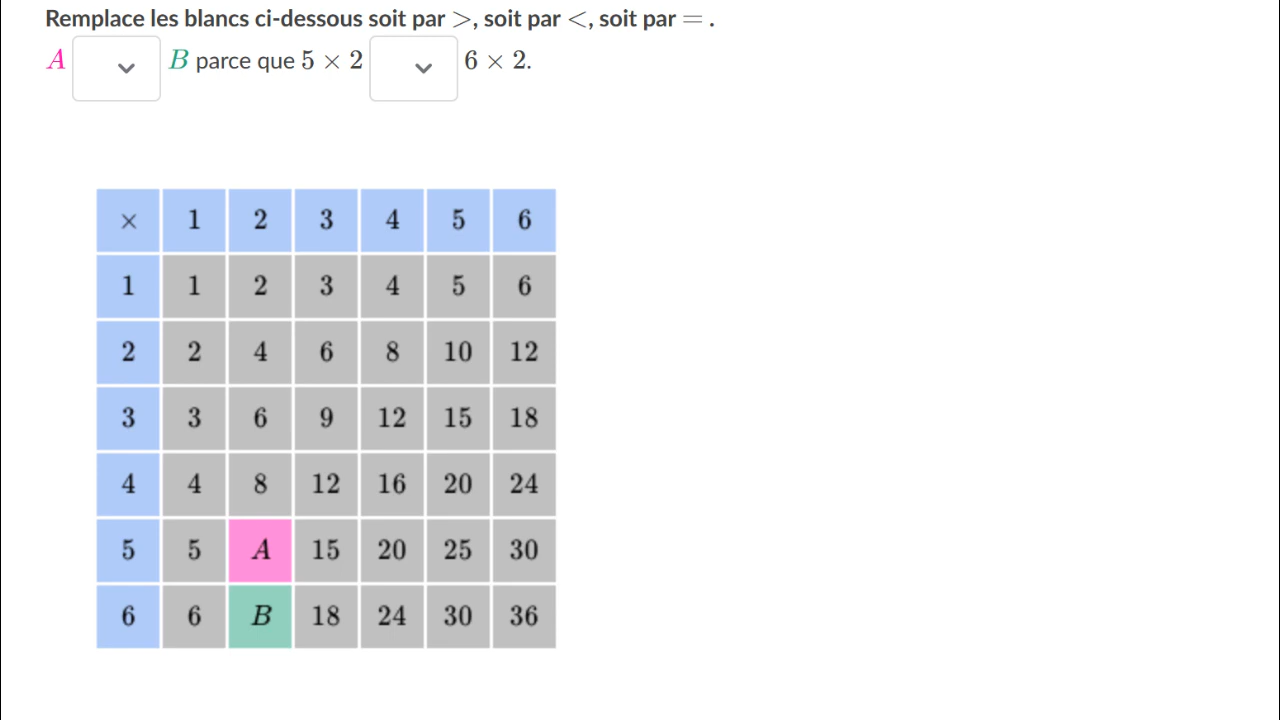 Remplace les blancs ci-dessous soit par >, soit par <, soit par = .
A B parce que 5 × 2 6 × 2.
× 1 2 3 4 5 6
1 1 2 3 4 5 6
2 2 4 6 8 10 12
3 3 6 9 12 15 18
4 4 8 12 16 20 24
5 5 A 15 20 25 30
6 6 B 18 24 30 36